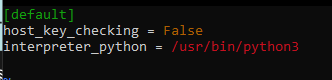 [default]
host_key_checking = False
interpreter_python = /usr/bin/python3